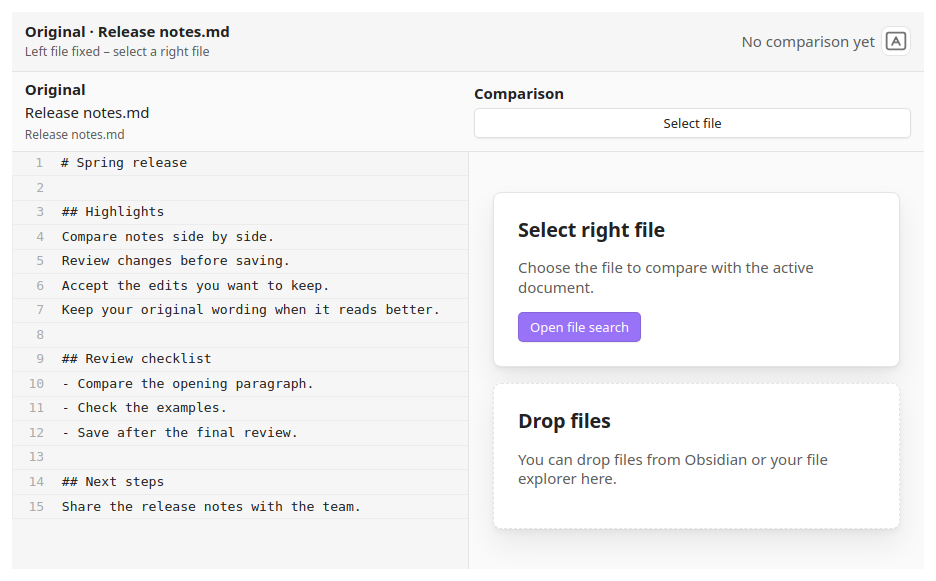 Original · Release notes.md
Left file fixed – select a right file
No comparison yet
A
Original
Release notes.md
Release notes.md
Comparison
Select file
1 # Spring release
2
3 ## Highlights
4 Compare notes side by side.
5 Review changes before saving.
6 Accept the edits you want to keep.
7 Keep your original wording when it reads better.
8
9 ## Review checklist
10 - Compare the opening paragraph.
11 - Check the examples.
12 - Save after the final review.
13
14 ## Next steps
15 Share the release notes with the team.
Select right file
Choose the file to compare with the active
document.
Open file search
Drop files
You can drop files from Obsidian or your file
explorer here.